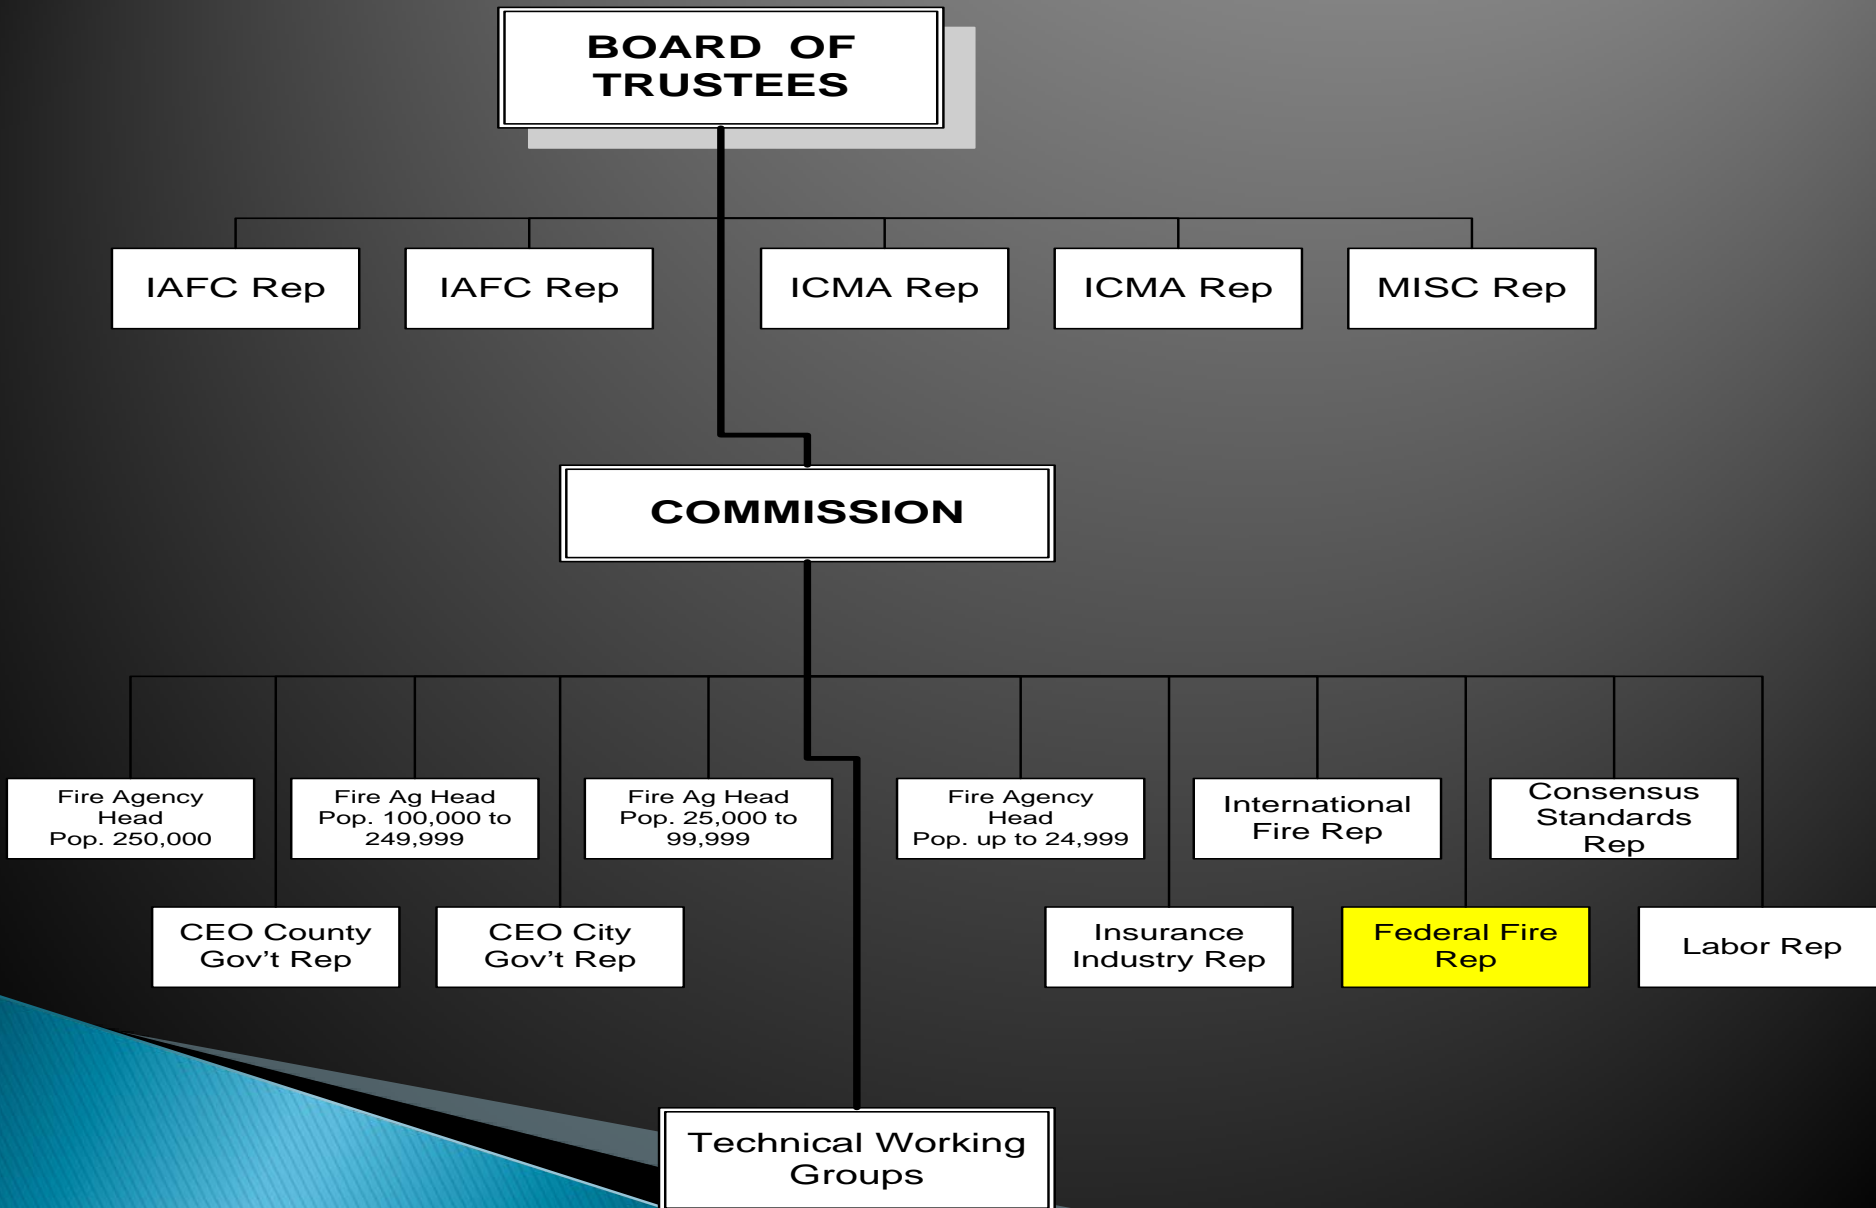 BOARD OF
TRUSTEES
IAFC Rep
IAFC Rep
ICMA Rep
ICMA Rep
MISC Rep
COMMISSION
Fire Agency
Head
Pop. 250,000
Fire Ag Head
Pop. 100,000 to
249,999
Fire Ag Head
Pop. 25,000 to
99,999
Fire Agency
Head
Pop. up to 24,999
International
Fire Rep
Consensus
Standards
Rep
CEO County
Gov’t Rep
CEO City
Gov’t Rep
Insurance
Industry Rep
Federal Fire
Rep
Labor Rep
Technical Working
Groups